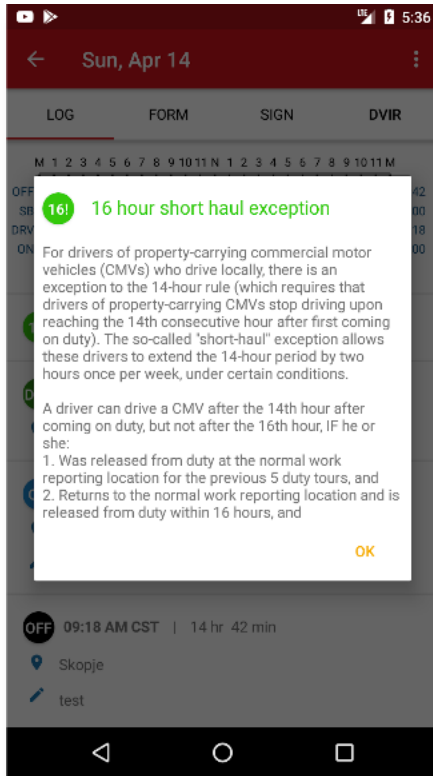 LTE 5:36
Sun, Apr 14
LOG FORM SIGN DVIR
M 1 2 3 4 5 6 7 8 9 10 11 N 1 2 3 4 5 6 7 8 9 10 11 M
OFF 42
SB 00
DRV 18
ON 00
16! 16 hour short haul exception
For drivers of property-carrying commercial motor
vehicles (CMVs) who drive locally, there is an
exception to the 14-hour rule (which requires that
drivers of property-carrying CMVs stop driving upon
reaching the 14th consecutive hour after first coming
on duty). The so-called "short-haul" exception allows
these drivers to extend the 14-hour period by two
hours once per week, under certain conditions.
A driver can drive a CMV after the 14th hour after
coming on duty, but not after the 16th hour, IF he or
she:
1. Was released from duty at the normal work
reporting location for the previous 5 duty tours, and
2. Returns to the normal work reporting location and is
released from duty within 16 hours, and
OK
OFF 09:18 AM CST | 14 hr 42 min
Skopje
test